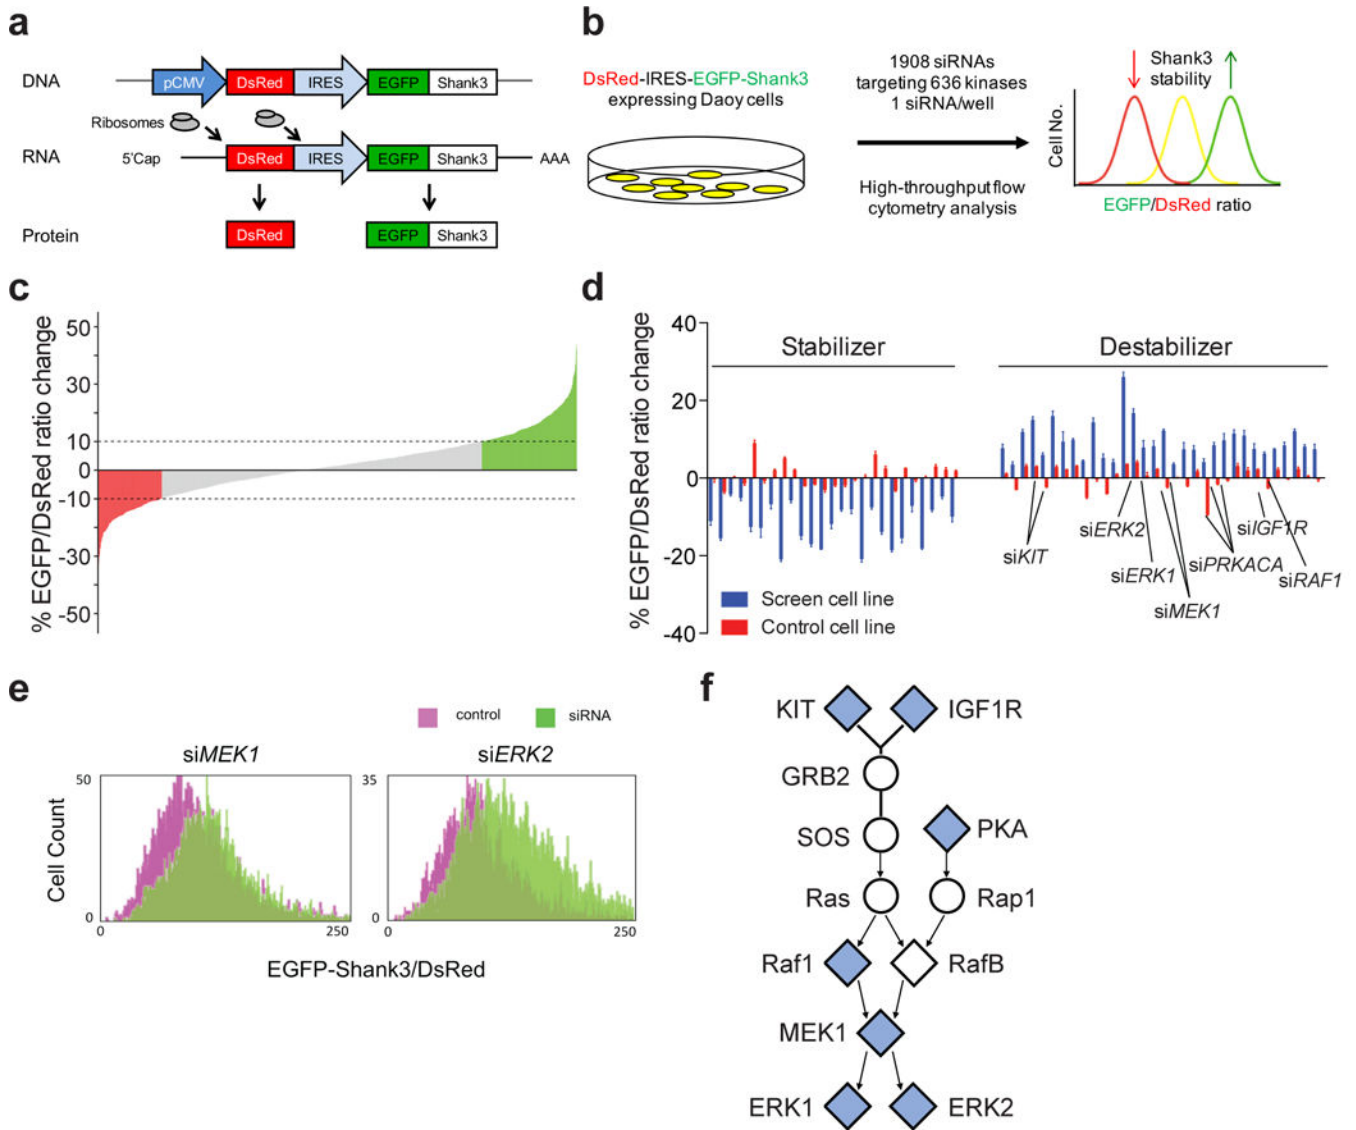 a
DNA
pCMV
DsRed
IRES
EGFP
Shank3
Ribosomes
RNA
5'Cap
DsRed
IRES
EGFP
Shank3
AAA
Protein
DsRed
EGFP
Shank3
b
DsRed-IRES-EGFP-Shank3
expressing Daoy cells
1908 siRNAs
targeting 636 kinases
1 siRNA/well
High-throughput flow
cytometry analysis
Shank3
stability
Cell No.
EGFP/DsRed ratio
c
% EGFP/DsRed ratio change
50
30
10
0
-10
-30
-50
d
% EGFP/DsRed ratio change
40
20
0
-20
-40
Stabilizer
Destabilizer
siKIT
siERK2
siERK1
siMEK1
siPRKACA
siIGF1R
siRAF1
Screen cell line
Control cell line
e
control
siRNA
siMEK1
siERK2
Cell Count
50
0
0
250
35
0
0
250
EGFP-Shank3/DsRed
f
KIT
IGF1R
GRB2
SOS
PKA
Ras
Rap1
Raf1
RafB
MEK1
ERK1
ERK2